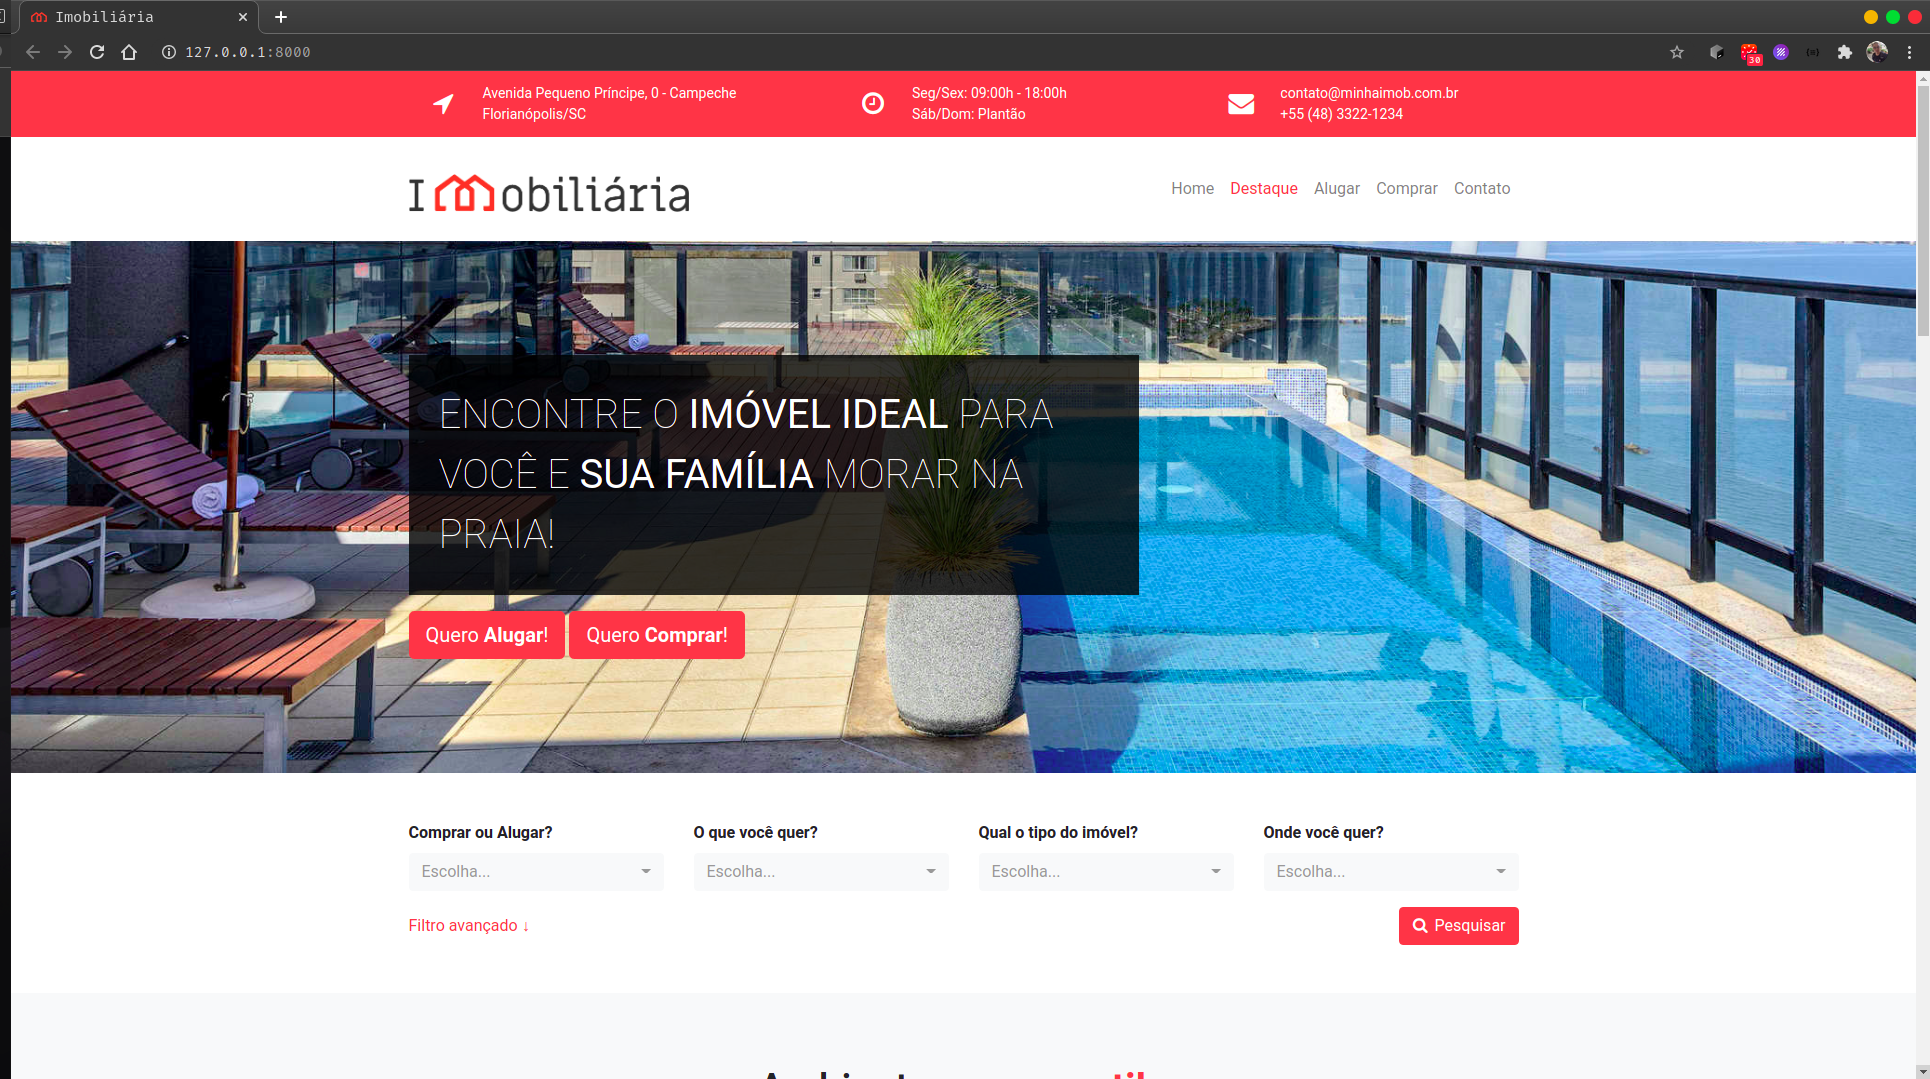 Imobiliária
127.0.0.1:8000
30
Avenida Pequeno Príncipe, 0 - Campeche
Florianópolis/SC
Seg/Sex: 09:00h - 18:00h
Sáb/Dom: Plantão
contato@minhaimob.com.br
+55 (48) 3322-1234
Imobiliária
Home Destaque Alugar Comprar Contato
ENCONTRE O IMÓVEL IDEAL PARA
VOCÊ E SUA FAMÍLIA MORAR NA
PRAIA!
Quero Alugar! Quero Comprar!
Comprar ou Alugar? O que você quer? Qual o tipo do imóvel? Onde você quer?
Escolha... Escolha... Escolha... Escolha...
Filtro avançado ↓ Pesquisar